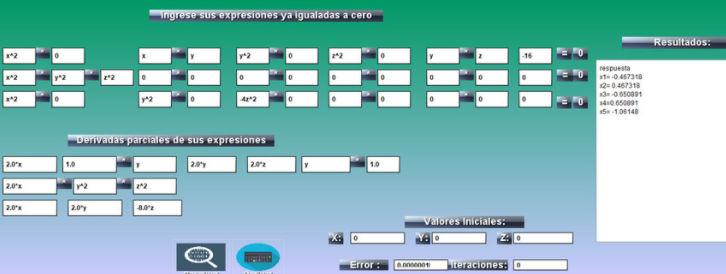 Ingrese sus expresiones ya igualadas a cero
x^2 0 x y y^2 0 z^2 0 y z -16 = 0
x^2 y^2 z^2 0 0 0 0 0 0 0 0 0 = 0
x^2 0 y^2 0 -4z^2 0 0 0 0 0 0 = 0
Resultados:
respuesta
x1= -0.467318
x2= 0.467318
x3= -0.650891
x4=0.650891
x5= -1.06148
Derivadas parciales de sus expresiones
2.0*x 1.0 y 2.0*y 2.0*z y 1.0
2.0*x y^2 z^2
2.0*x 2.0*y -8.0*z
Valores Iniciales:
X: 0 Y: 0 Z: 0
Error : 0.0000001 Iteraciones: 0